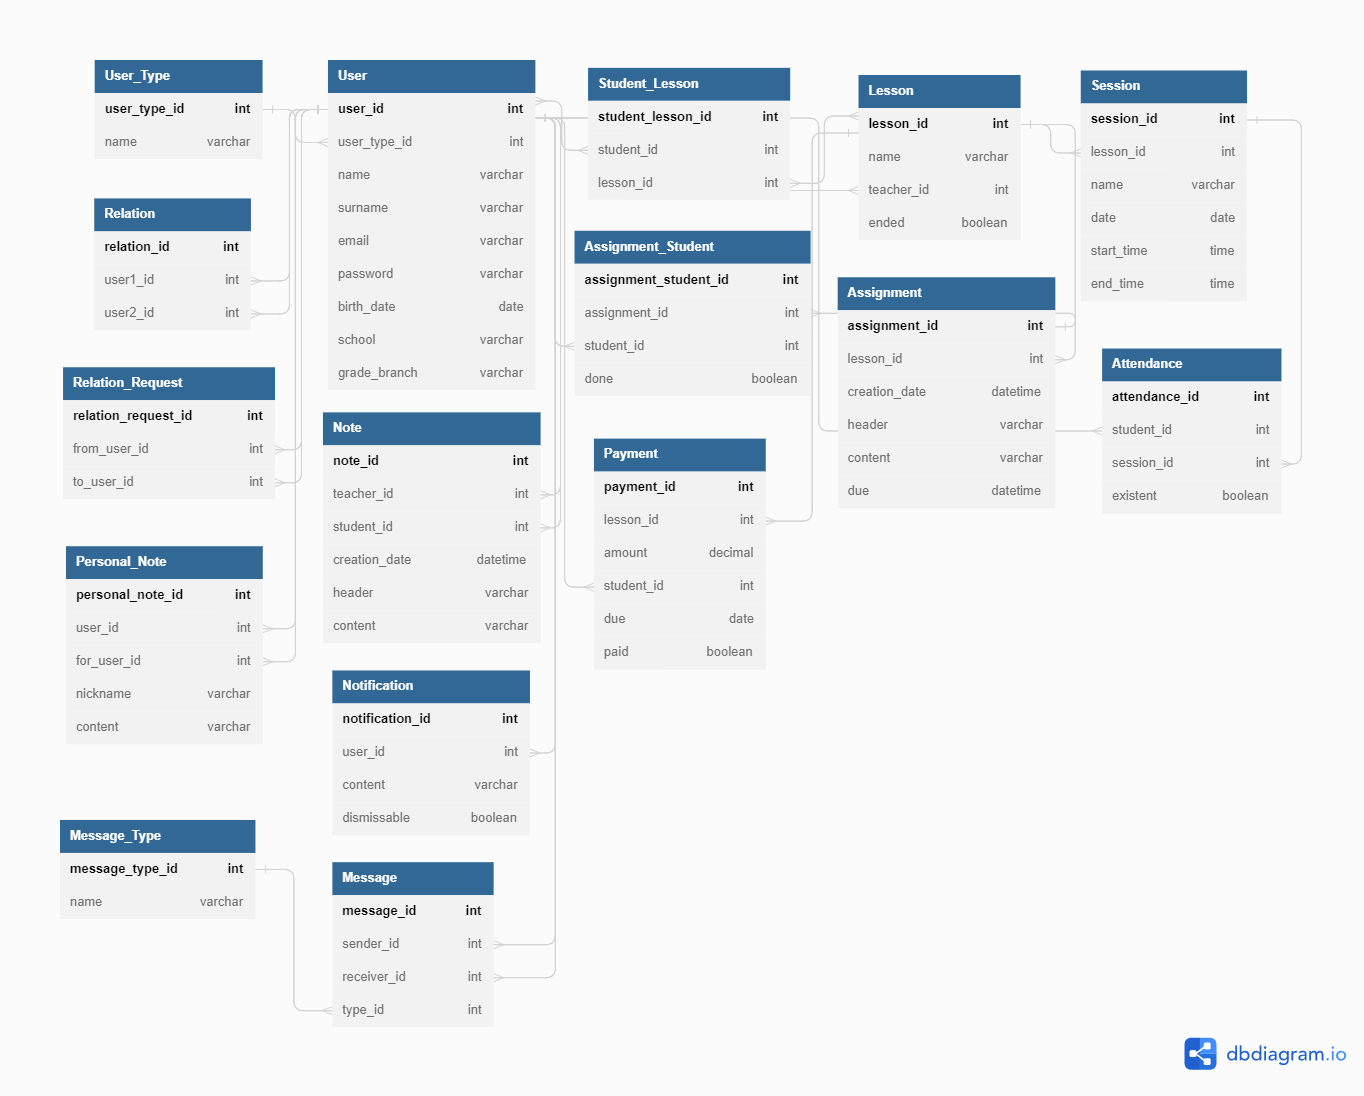 User_Type
user_type_id int
name varchar
Relation
relation_id int
user1_id int
user2_id int
Relation_Request
relation_request_id int
from_user_id int
to_user_id int
Personal_Note
personal_note_id int
user_id int
for_user_id int
nickname varchar
content varchar
Message_Type
message_type_id int
name varchar
User
user_id int
user_type_id int
name varchar
surname varchar
email varchar
password varchar
birth_date date
school varchar
grade_branch varchar
Note
note_id int
teacher_id int
student_id int
creation_date datetime
header varchar
content varchar
Notification
notification_id int
user_id int
content varchar
dismissable boolean
Message
message_id int
sender_id int
receiver_id int
type_id int
Student_Lesson
student_lesson_id int
student_id int
lesson_id int
Assignment_Student
assignment_student_id int
assignment_id int
student_id int
done boolean
Payment
payment_id int
lesson_id int
amount decimal
student_id int
due date
paid boolean
Lesson
lesson_id int
name varchar
teacher_id int
ended boolean
Assignment
assignment_id int
lesson_id int
creation_date datetime
header varchar
content varchar
due datetime
Session
session_id int
lesson_id int
name varchar
date date
start_time time
end_time time
Attendance
attendance_id int
student_id int
session_id int
existent boolean
dbdiagram.io